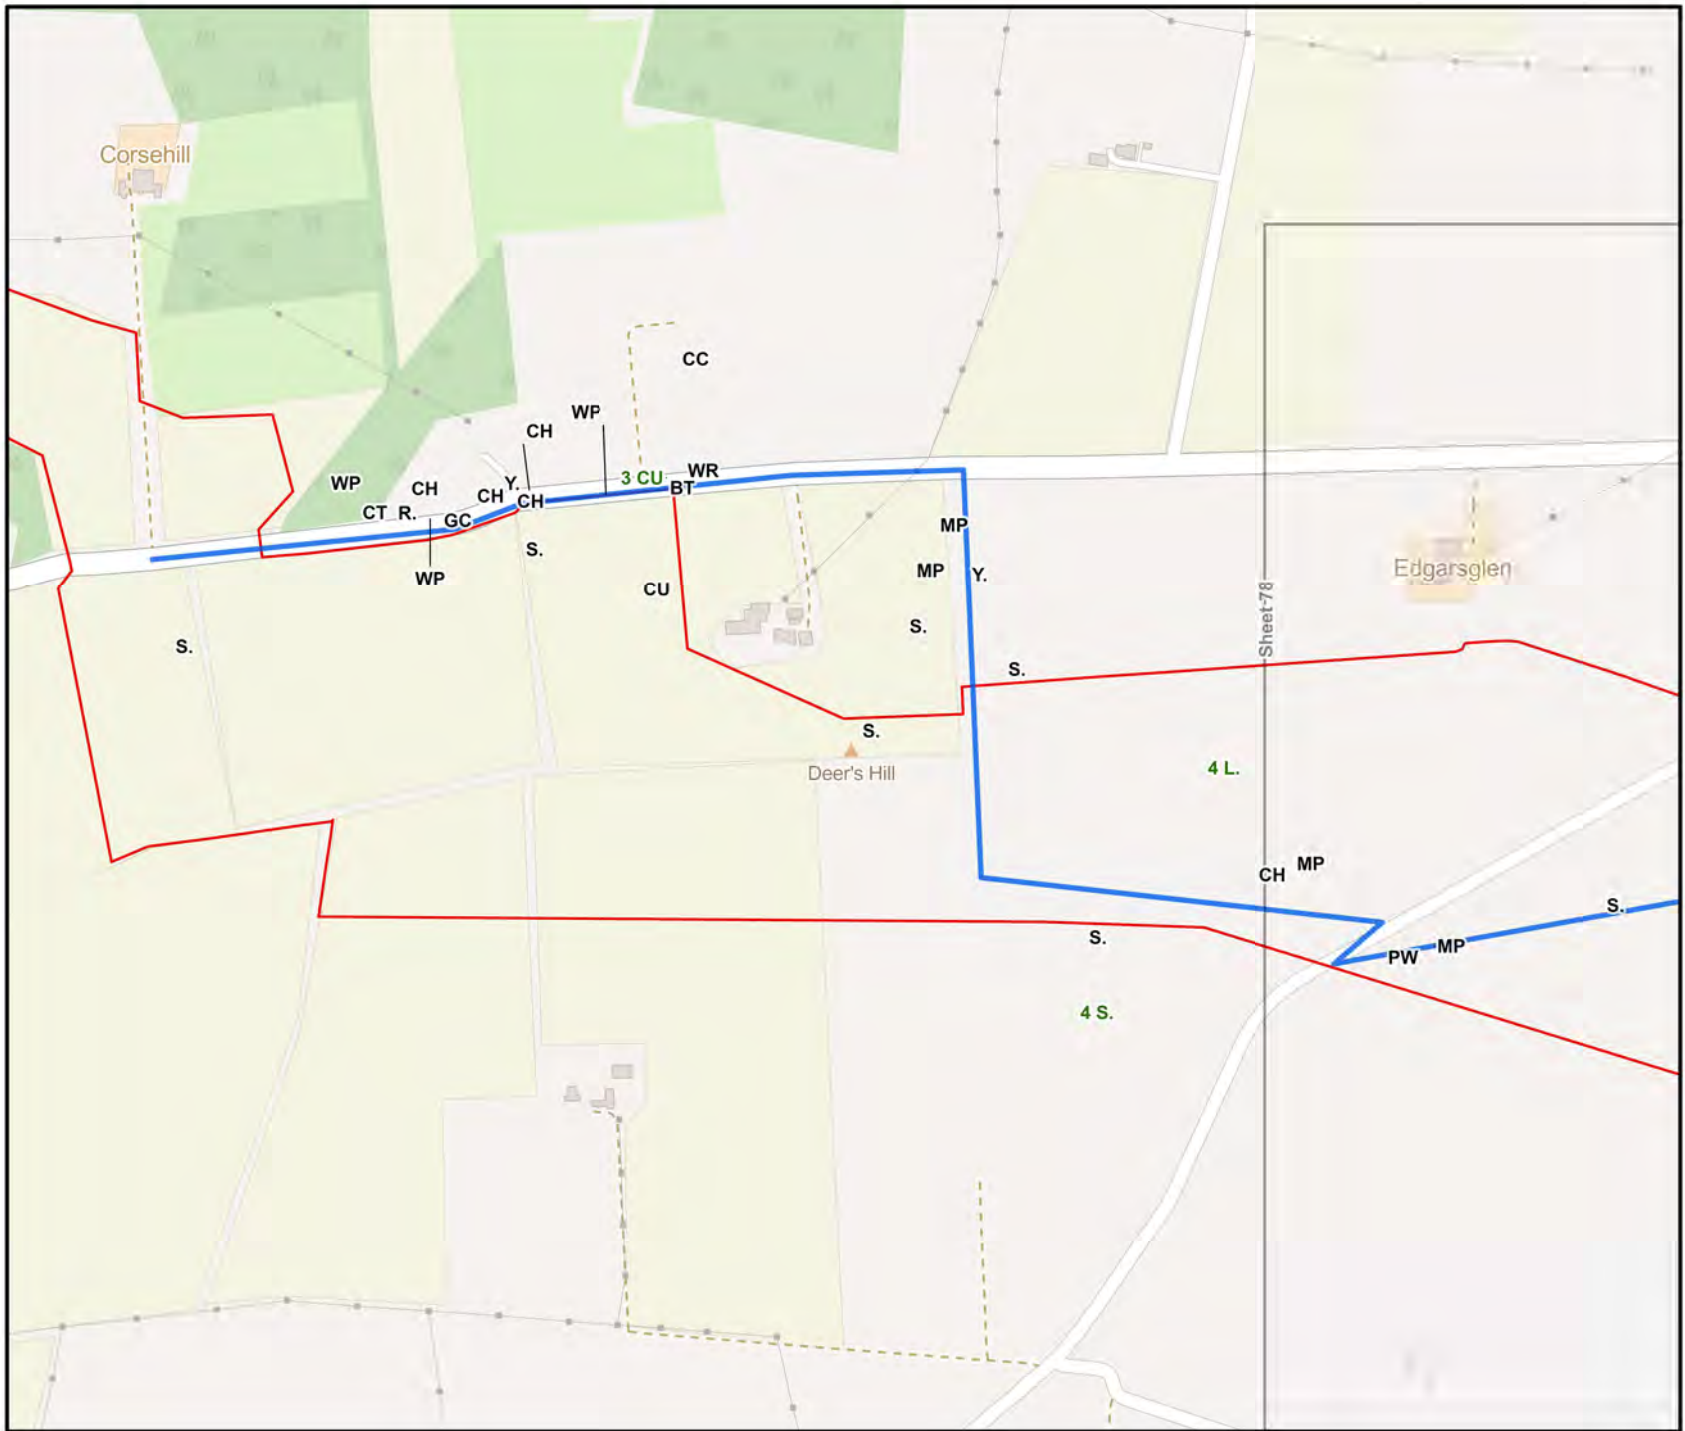 Corsehill
CC
WP
CH
3 CU
WR
BT
WP
CH
CH
Y.
CH
CT
R.
GC
WP
S.
CU
MP
MP
Y.
S.
Edgarsglen
Sheet-78
S.
S.
S.
Deer's Hill
4 L.
CH
MP
S.
S.
PW
MP
4 S.